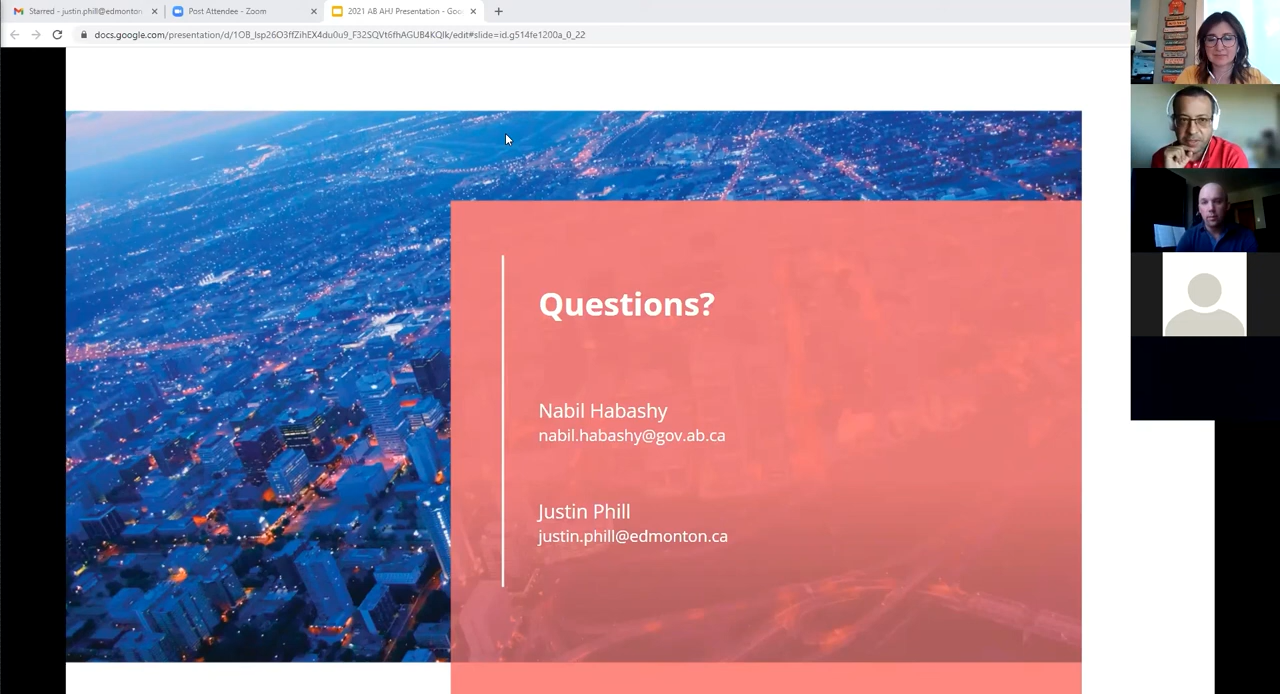 Starred - justin.phill@edmonton
Post Attendee - Zoom
2021 AB AHJ Presentation - Goo
docs.google.com/presentation/d/1OB_lsp26O3ffZihEX4du0u9_F32SQVt6fhAGUB4KQlk/edit#slide=id.g514fe1200a_0_22
Questions?
Nabil Habashy
nabil.habashy@gov.ab.ca
Justin Phill
justin.phill@edmonton.ca